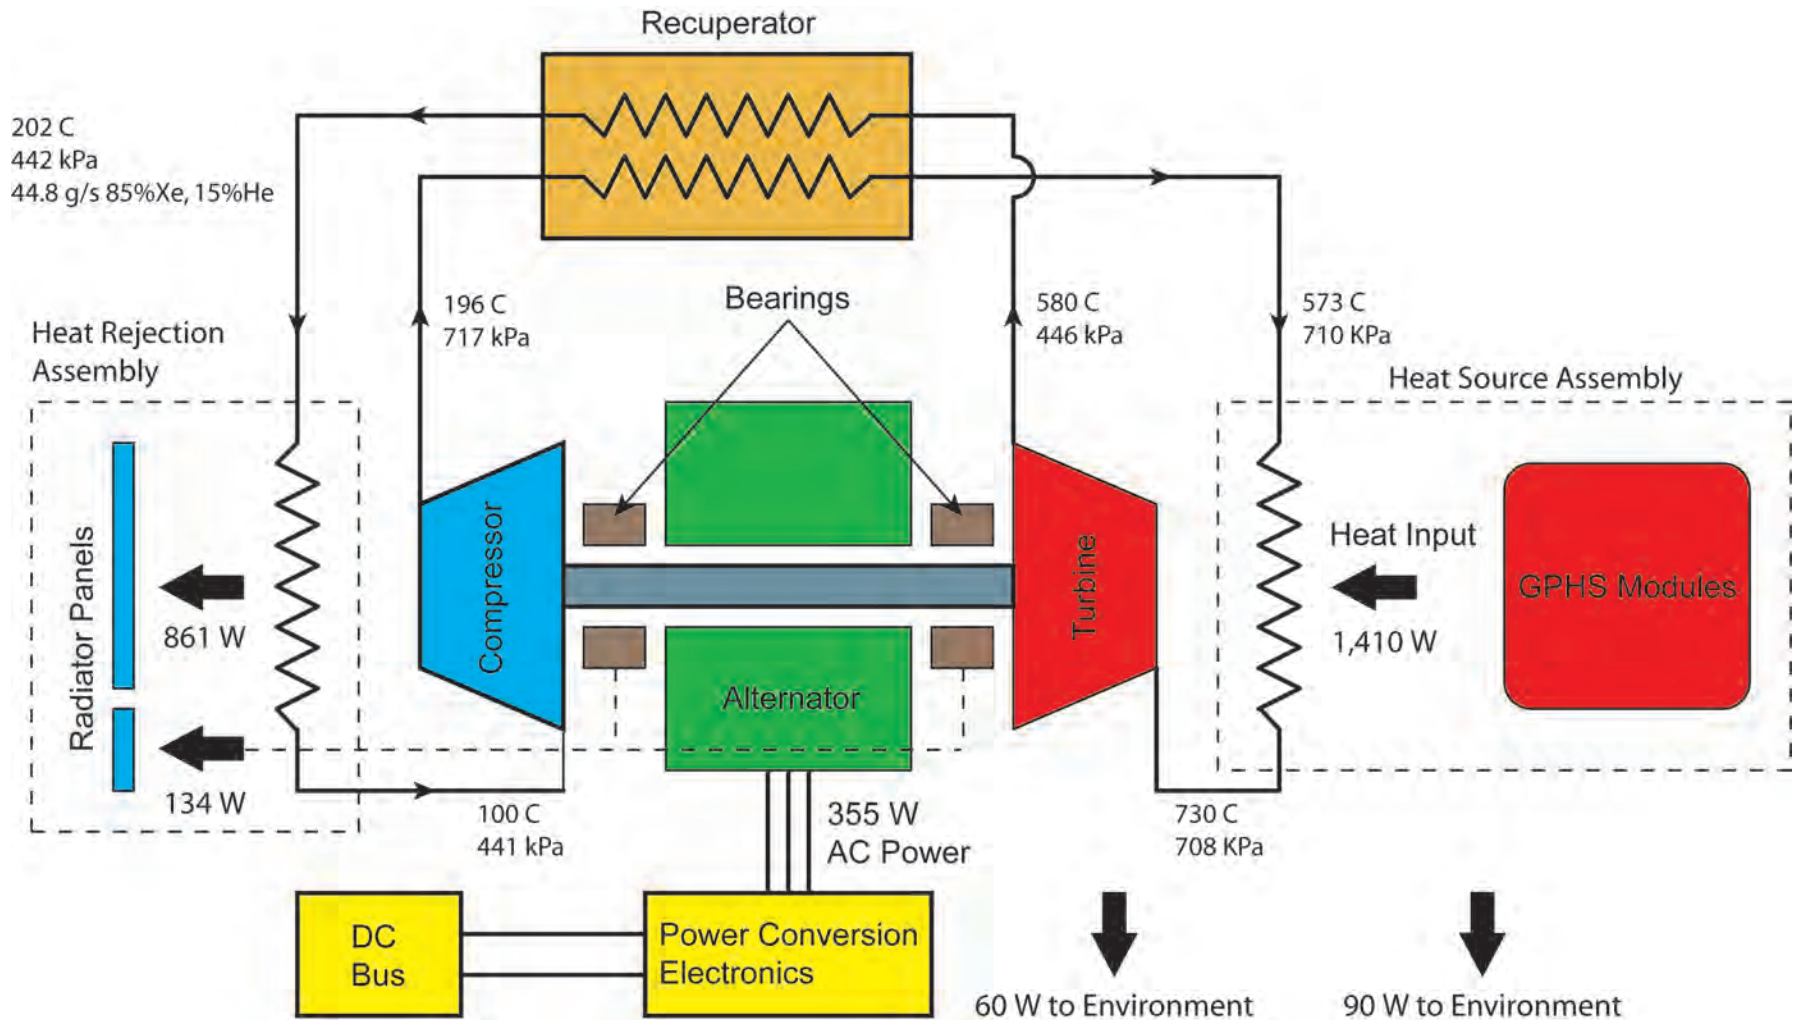 Recuperator
202 C
442 kPa
44.8 g/s 85%Xe, 15%He
196 C
717 kPa
Bearings
580 C
446 kPa
573 C
710 KPa
Heat Rejection
Assembly
Heat Source Assembly
Radiator Panels
861 W
134 W
Compressor
Alternator
Turbine
Heat Input
1,410 W
GPHS Modules
100 C
441 kPa
355 W
AC Power
730 C
708 KPa
DC
Bus
Power Conversion
Electronics
60 W to Environment
90 W to Environment